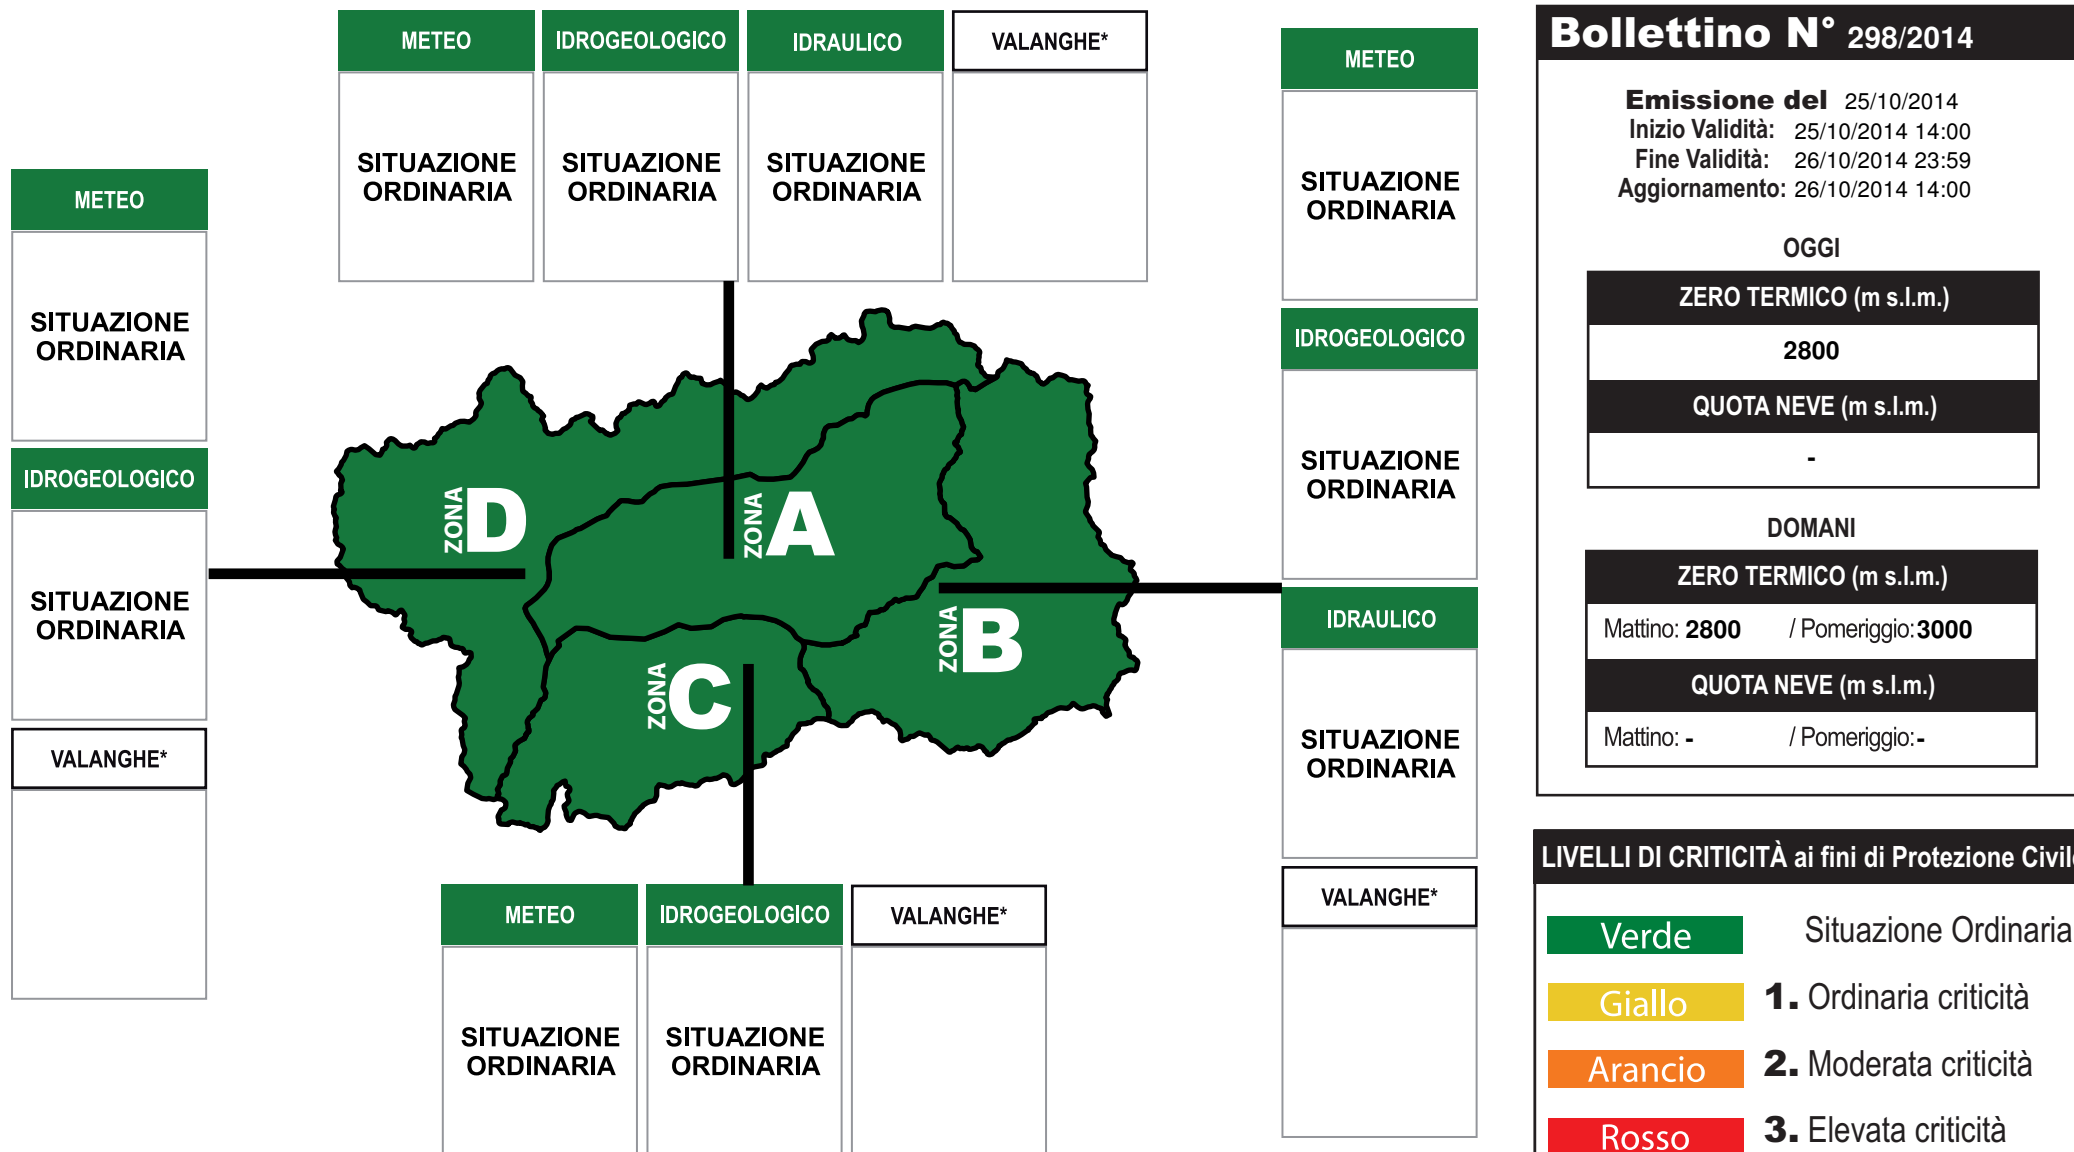 METEO
IDROGEOLOGICO
IDRAULICO
VALANGHE*
SITUAZIONE
ORDINARIA
SITUAZIONE
ORDINARIA
SITUAZIONE
ORDINARIA
METEO
SITUAZIONE
ORDINARIA
IDROGEOLOGICO
SITUAZIONE
ORDINARIA
VALANGHE*
ZONA D
ZONA A
ZONA B
ZONA C
METEO
SITUAZIONE
ORDINARIA
IDROGEOLOGICO
SITUAZIONE
ORDINARIA
IDRAULICO
SITUAZIONE
ORDINARIA
VALANGHE*
METEO
IDROGEOLOGICO
VALANGHE*
SITUAZIONE
ORDINARIA
SITUAZIONE
ORDINARIA
Bollettino N° 298/2014
Emissione del 25/10/2014
Inizio Validità: 25/10/2014 14:00
Fine Validità: 26/10/2014 23:59
Aggiornamento: 26/10/2014 14:00
OGGI
ZERO TERMICO (m s.l.m.)
2800
QUOTA NEVE (m s.l.m.)
-
DOMANI
ZERO TERMICO (m s.l.m.)
Mattino: 2800 / Pomeriggio: 3000
QUOTA NEVE (m s.l.m.)
Mattino: - / Pomeriggio: -
LIVELLI DI CRITICITÀ ai fini di Protezione Civile
Verde Situazione Ordinaria
Giallo 1. Ordinaria criticità
Arancio 2. Moderata criticità
Rosso 3. Elevata criticità